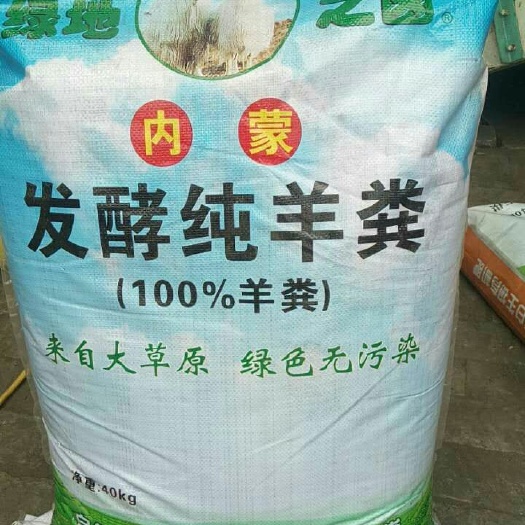 绿地之园®
内蒙
发酵纯羊粪
(100%羊粪)
来自大草原 绿色无污染
净重:40kg